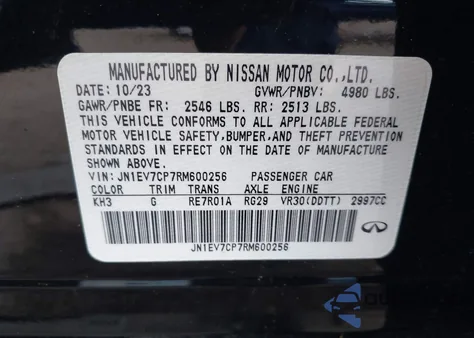 MANUFACTURED BY NISSAN MOTOR CO.,LTD.
DATE: 10/23 GVWR/PNBV: 4980 LBS.
GAWR/PNBE FR: 2546 LBS. RR: 2513 LBS.
THIS VEHICLE CONFORMS TO ALL APPLICABLE FEDERAL
MOTOR VEHICLE SAFETY,BUMPER,AND THEFT PREVENTION
STANDARDS IN EFFECT ON THE DATE OF MANUFACTURE
SHOWN ABOVE.
VIN: JN1EV7CP7RM600256 PASSENGER CAR
COLOR TRIM TRANS AXLE ENGINE
KH3 G RE7R01A RG29 VR30(DDTT) 2997CC
JN1EV7CP7RM600256